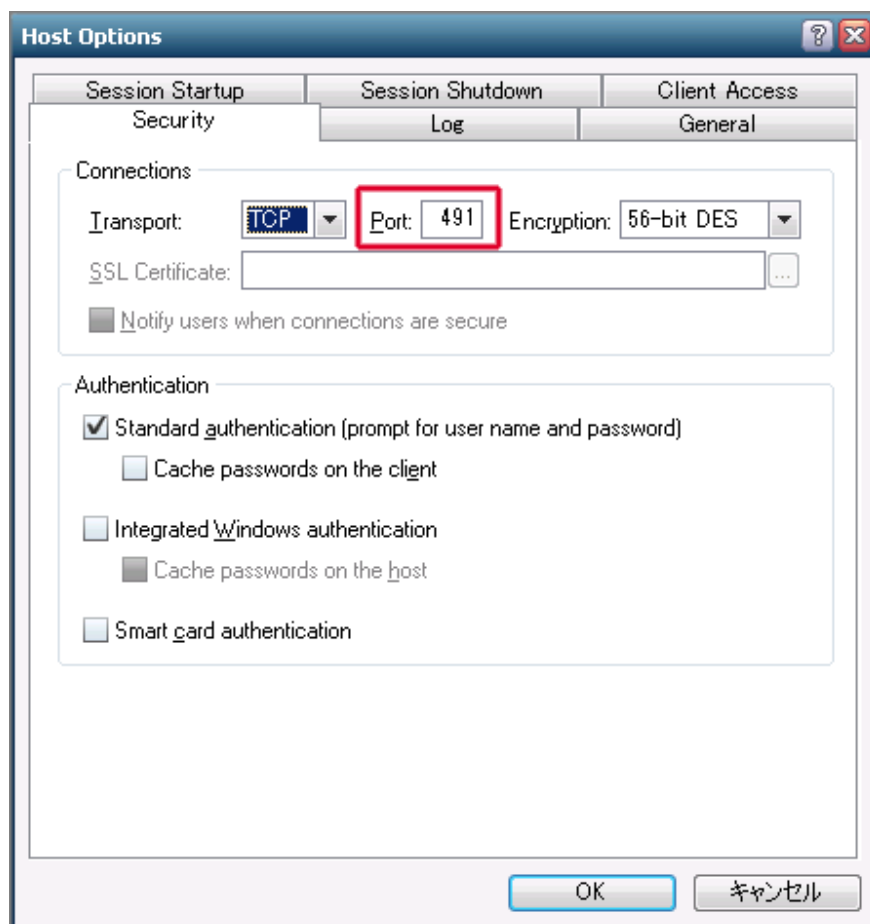 Host Options
Session Startup Session Shutdown Client Access
Security Log General
Connections
Transport: TCP Port: 491 Encryption: 56-bit DES
SSL Certificate: ...
Notify users when connections are secure
Authentication
Standard authentication (prompt for user name and password)
Cache passwords on the client
Integrated Windows authentication
Cache passwords on the host
Smart card authentication
OK キャンセル